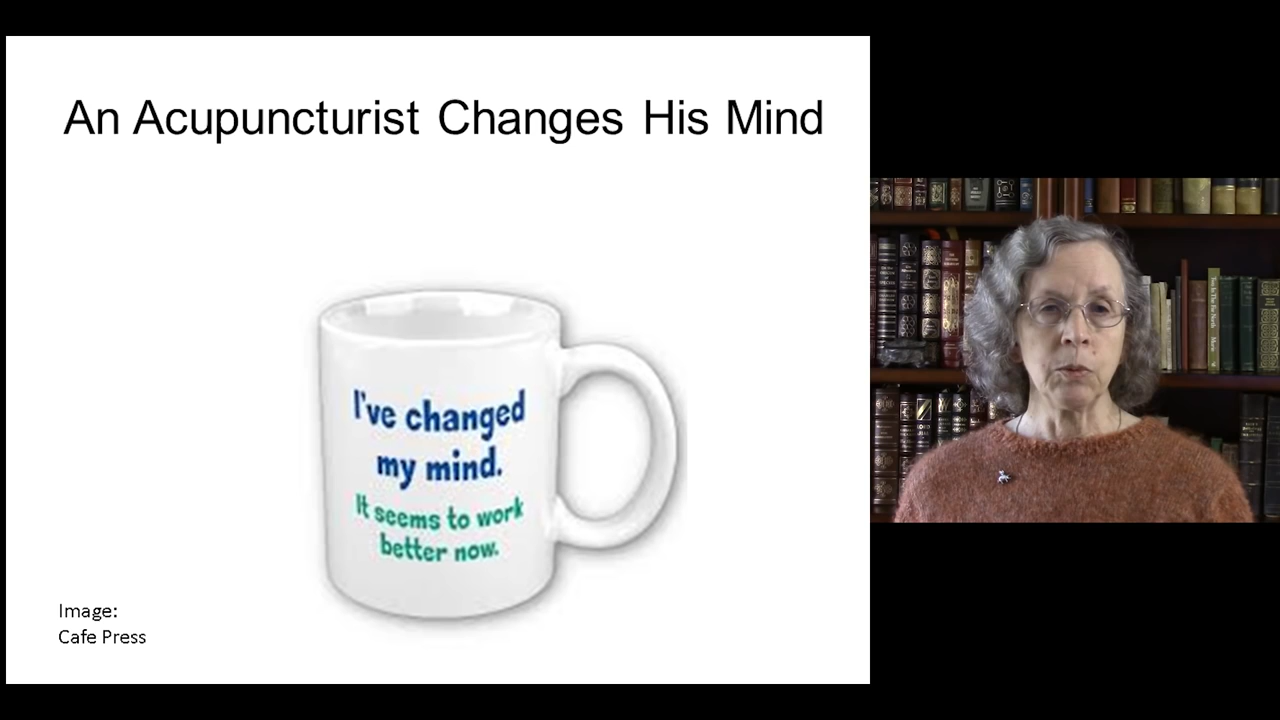 An Acupuncturist Changes His Mind
I've changed
my mind.
It seems to work
better now.
Image:
Cafe Press